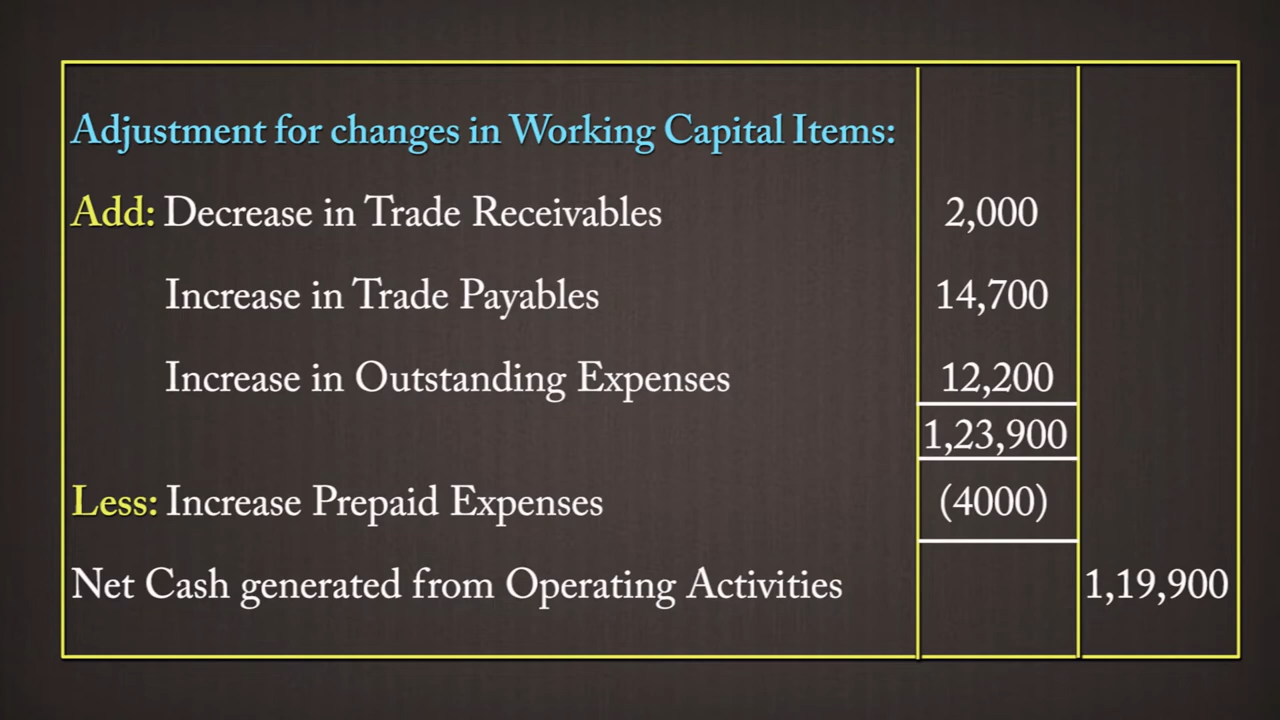 Adjustment for changes in Working Capital Items:
Add: Decrease in Trade Receivables 2,000
Increase in Trade Payables 14,700
Increase in Outstanding Expenses 12,200
1,23,900
Less: Increase Prepaid Expenses (4000)
Net Cash generated from Operating Activities 1,19,900